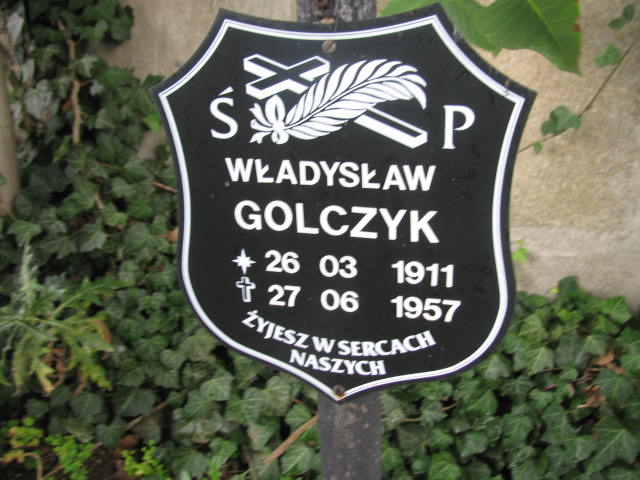 Ś P
WŁADYSŁAW
GOLCZYK
26 03 1911
27 06 1957
ŻYJESZ W SERCACH
NASZYCH